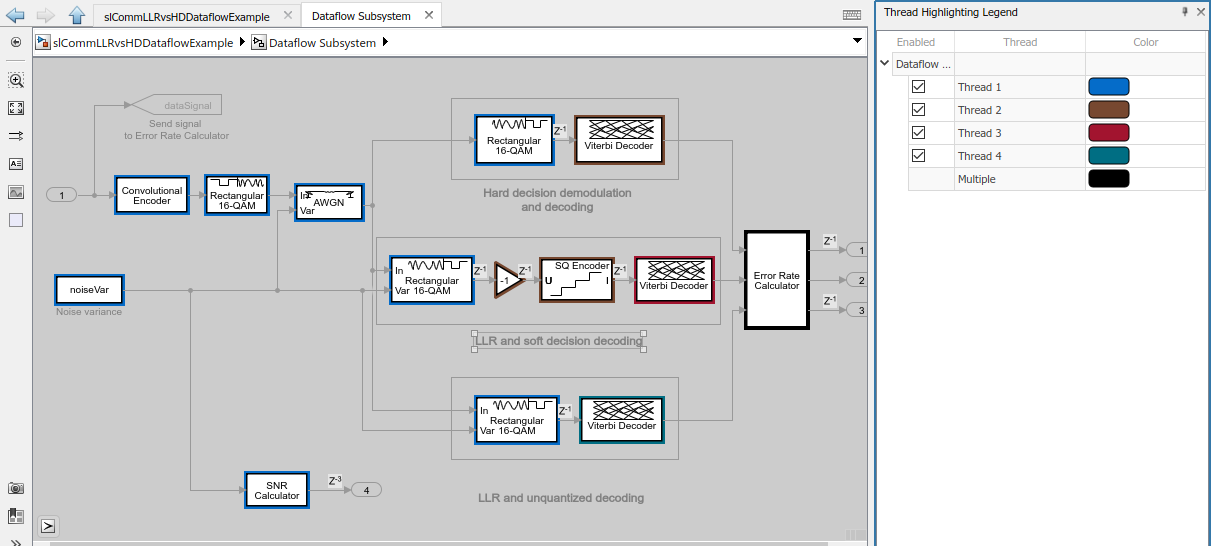 slCommLLRvsHDDataflowExample
Dataflow Subsystem
slCommLLRvsHDDataflowExample
Dataflow Subsystem
dataSignal
Send signal
to Error Rate Calculator
1
Convolutional
Encoder
Rectangular
16-QAM
In
AWGN
Var
noiseVar
Noise variance
Rectangular
16-QAM
Z-1
Viterbi Decoder
Hard decision demodulation
and decoding
In
Rectangular
Var 16-QAM
Z-1
-1
Z-1
SQ Encoder
U
I
Z-1
Viterbi Decoder
LLR and soft decision decoding
Error Rate
Calculator
Z-1
1
Z-1
2
Z-1
3
In
Rectangular
Var 16-QAM
Z-1
Viterbi Decoder
LLR and unquantized decoding
SNR
Calculator
Z-3
4
Thread Highlighting Legend
Enabled
Thread
Color
Dataflow ...
Thread 1
Thread 2
Thread 3
Thread 4
Multiple